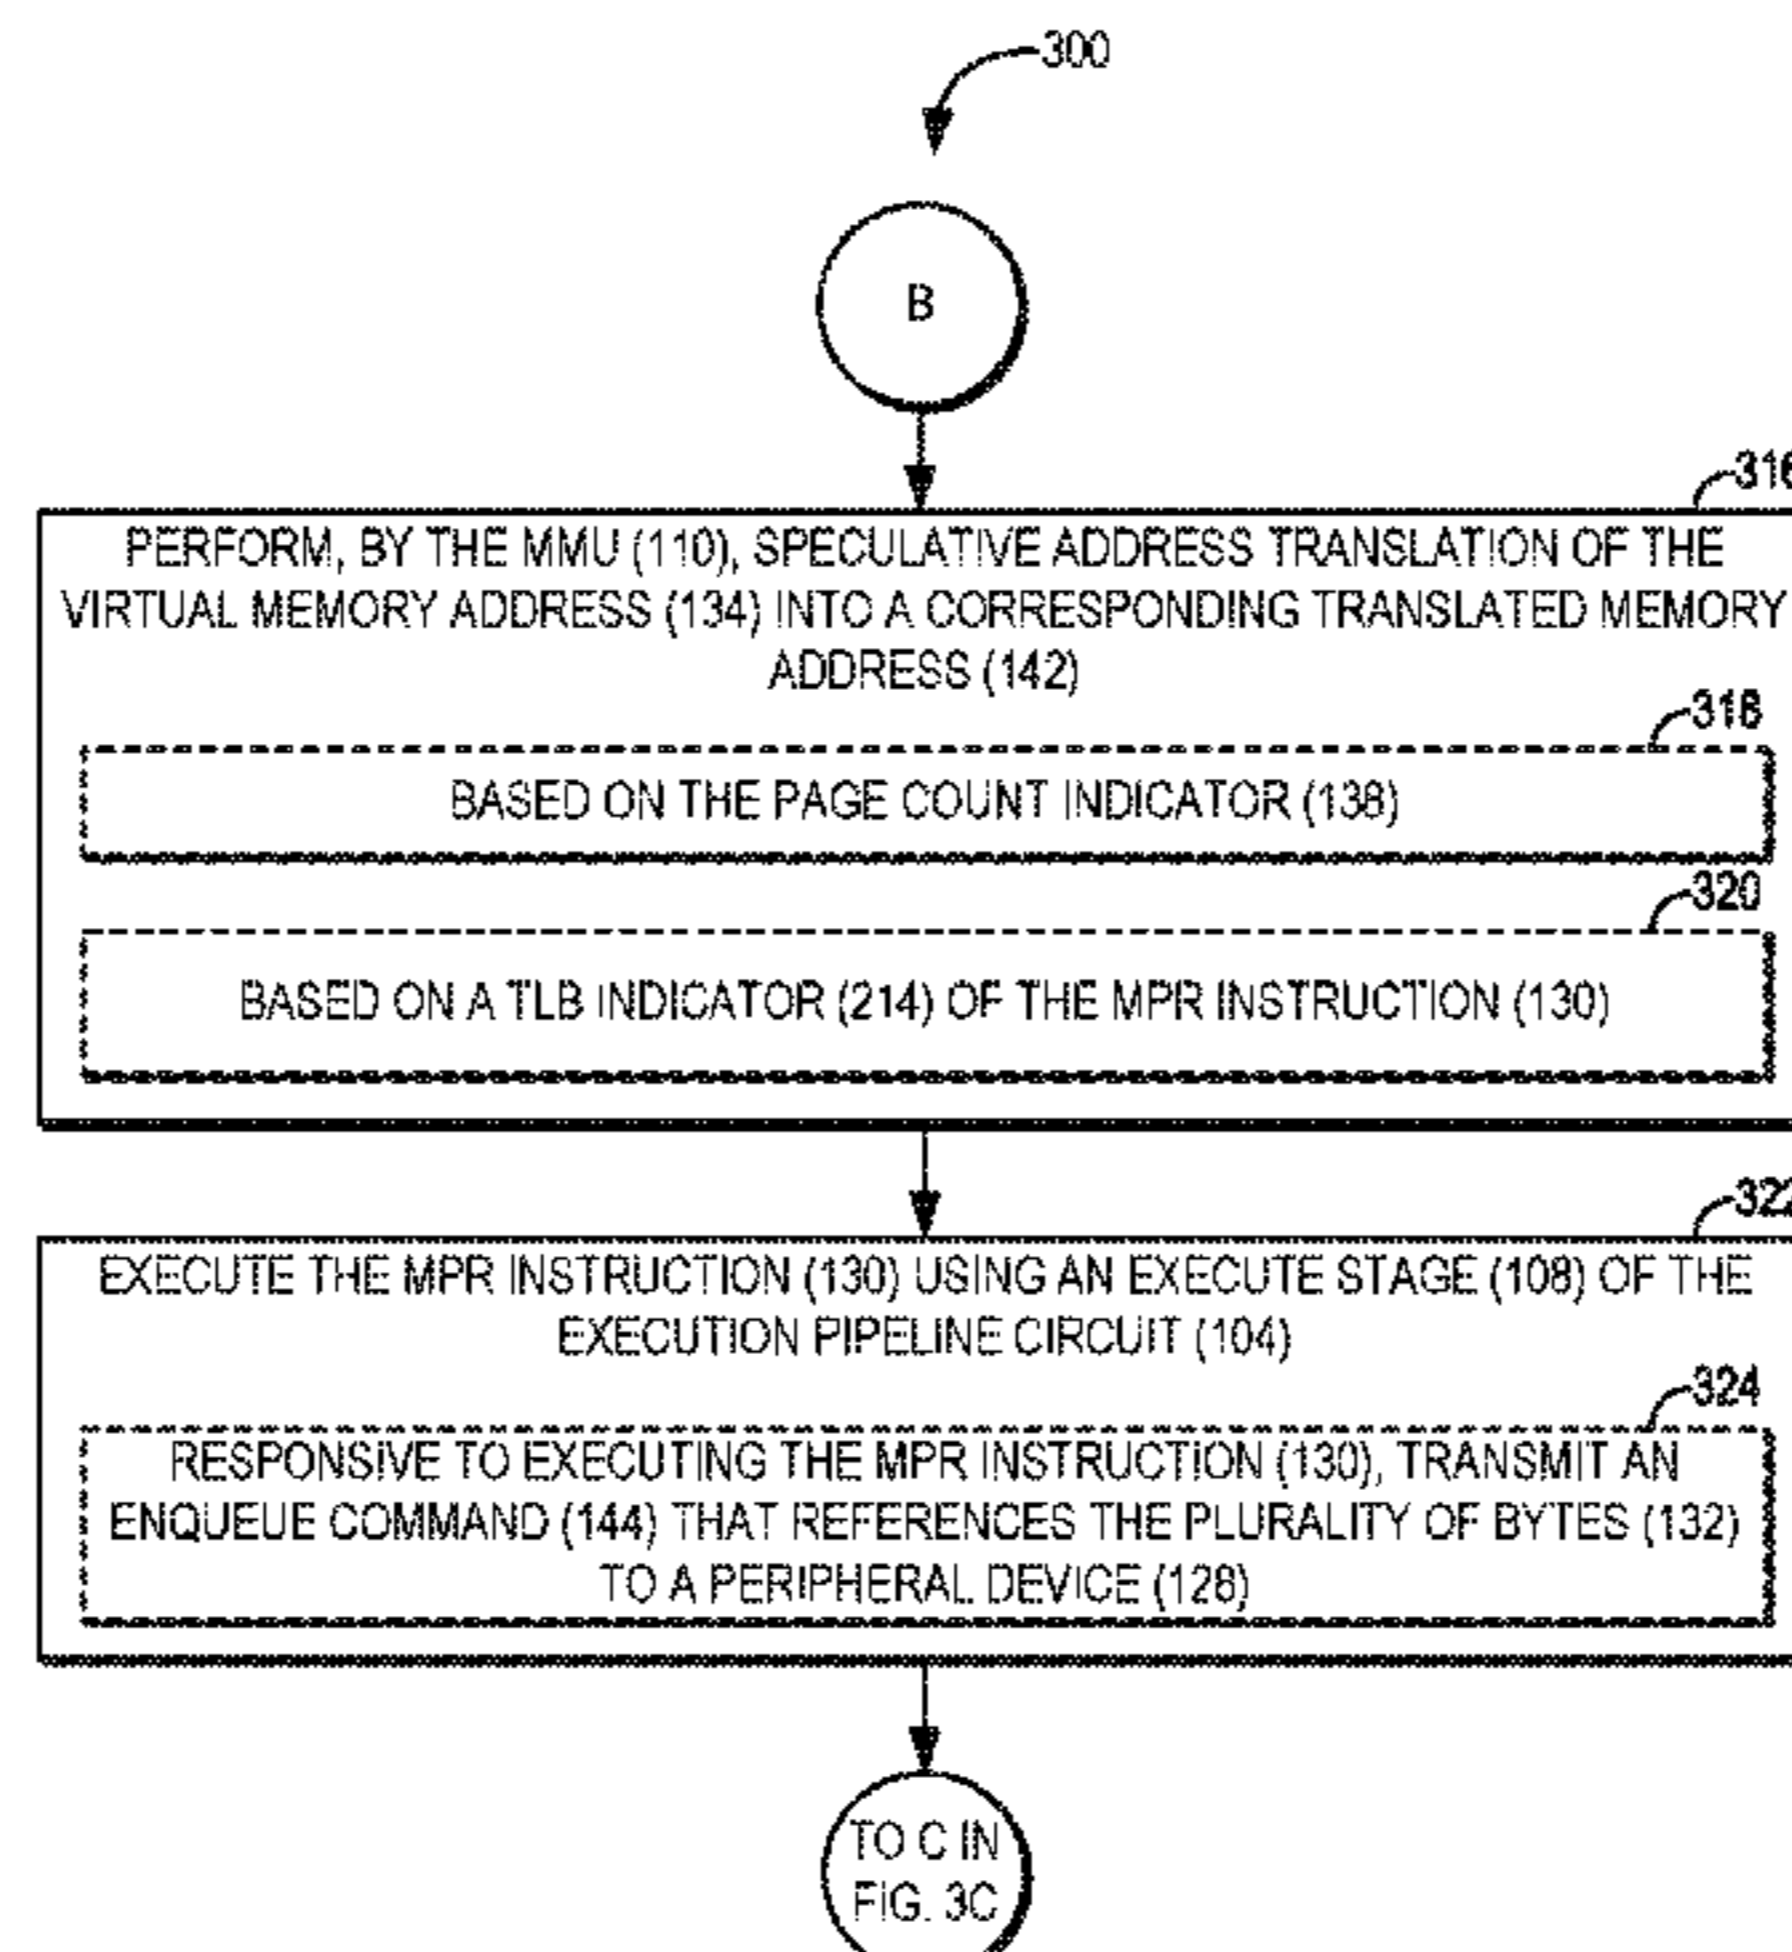 300
B
316
PERFORM, BY THE MMU (110), SPECULATIVE ADDRESS TRANSLATION OF THE
VIRTUAL MEMORY ADDRESS (134) INTO A CORRESPONDING TRANSLATED MEMORY
ADDRESS (142)
318
BASED ON THE PAGE COUNT INDICATOR (138)
320
BASED ON A TLB INDICATOR (214) OF THE MPR INSTRUCTION (130)
322
EXECUTE THE MPR INSTRUCTION (130) USING AN EXECUTE STAGE (108) OF THE
EXECUTION PIPELINE CIRCUIT (104)
324
RESPONSIVE TO EXECUTING THE MPR INSTRUCTION (130), TRANSMIT AN
ENQUEUE COMMAND (144) THAT REFERENCES THE PLURALITY OF BYTES (132)
TO A PERIPHERAL DEVICE (128)
TO C IN
FIG. 3C